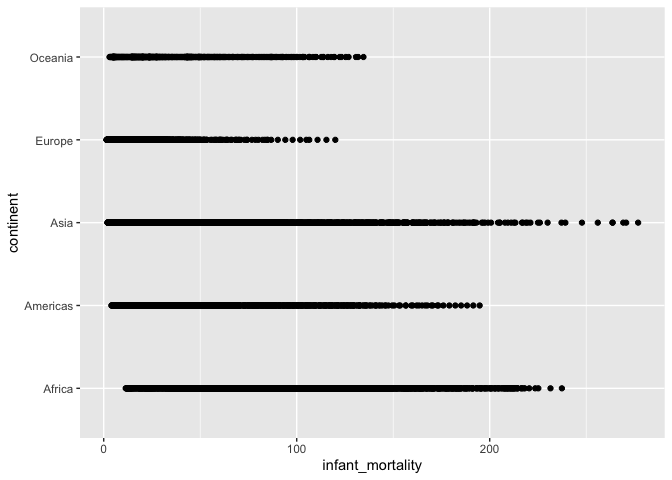 Oceania
Europe
Asia
Americas
Africa
continent
0 100 200
infant_mortality